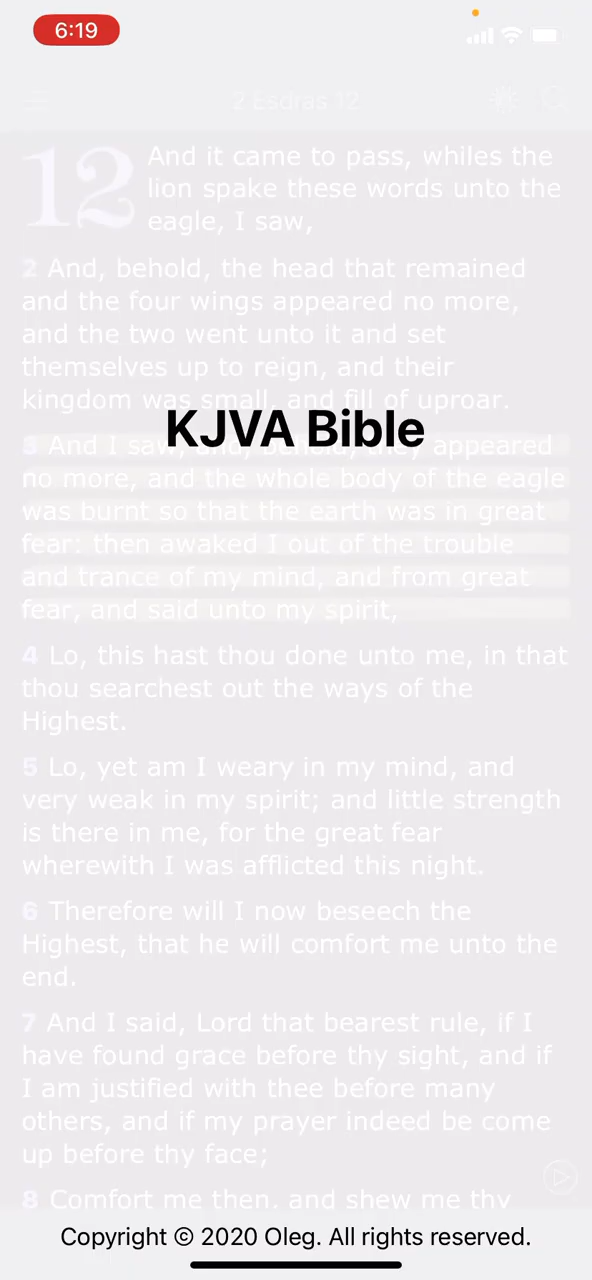 6:19
2 Esdras 12
12 And it came to pass, whiles the
lion spake these words unto the
eagle, I saw,
2 And, behold, the head that remained
and the four wings appeared no more,
and the two went unto it and set
themselves up to reign, and their
kingdom was small, and fill of uproar.
KJVA Bible
3 And I saw, and, behold, they appeared
no more, and the whole body of the eagle
was burnt so that the earth was in great
fear: then awaked I out of the trouble
and trance of my mind, and from great
fear, and said unto my spirit,
4 Lo, this hast thou done unto me, in that
thou searchest out the ways of the
Highest.
5 Lo, yet am I weary in my mind, and
very weak in my spirit; and little strength
is there in me, for the great fear
wherewith I was afflicted this night.
6 Therefore will I now beseech the
Highest, that he will comfort me unto the
end.
7 And I said, Lord that bearest rule, if I
have found grace before thy sight, and if
I am justified with thee before many
others, and if my prayer indeed be come
up before thy face;
8 Comfort me then, and shew me thy
Copyright © 2020 Oleg. All rights reserved.